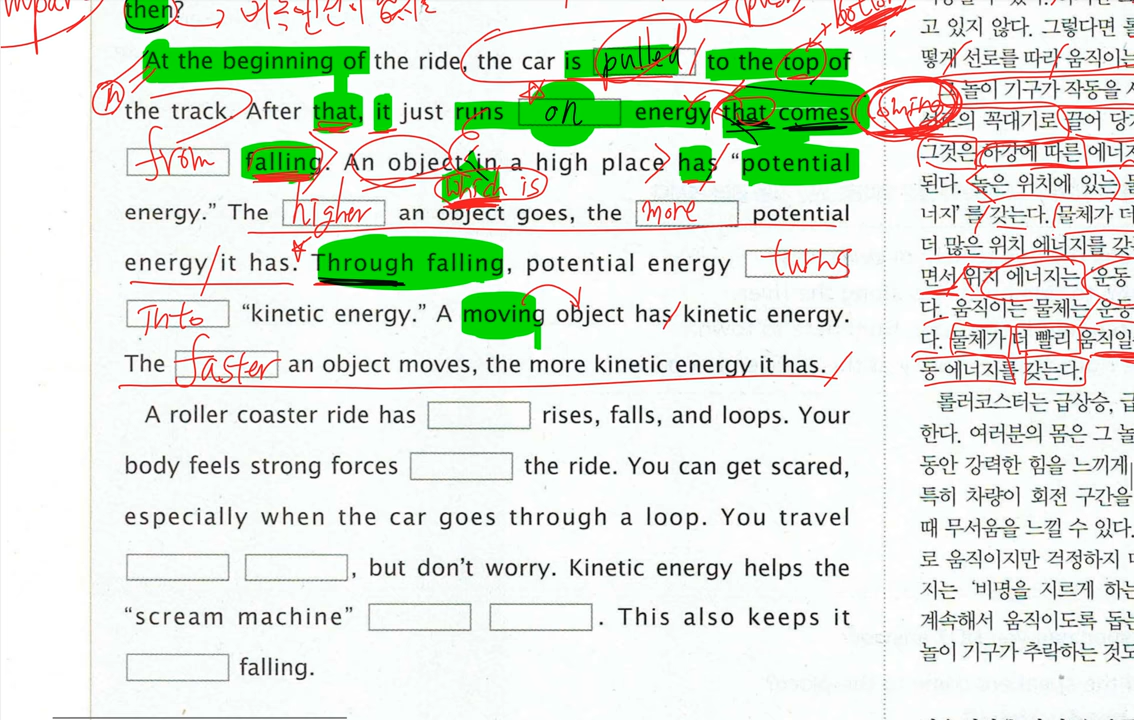 then?
push
bottom
At the beginning of the ride, the car is pulled to the top of
the track. After that, it just runs on energy that comes
coming
from falling. An object in a high place has “potential
which is
energy.” The higher an object goes, the more potential
energy it has. Through falling, potential energy turns
into “kinetic energy.” A moving object has kinetic energy.
The faster an object moves, the more kinetic energy it has.
A roller coaster ride has rises, falls, and loops. Your
body feels strong forces the ride. You can get scared,
especially when the car goes through a loop. You travel
, but don’t worry. Kinetic energy helps the
“scream machine” . This also keeps it
falling.
고 있지 않다. 그렇다면 롤
떻게 선로를 따라 움직이는
놀이 기구가 작동을 시
선로의 꼭대기로 끌어 당겨
그것은 하강에 따른 에너지
된다. 높은 위치에 있는 물
너지’를 갖는다. 물체가 더
더 많은 위치 에너지를 갖
면서 위치 에너지는 ‘운동
다. 움직이는 물체는 운동
다. 물체가 더 빨리 움직일
동 에너지를 갖는다.
롤러코스터는 급상승, 급
한다. 여러분의 몸은 그 놀
동안 강력한 힘을 느끼게
특히 차량이 회전 구간을
때 무서움을 느낄 수 있다.
로 움직이지만 걱정하지 마
지는 ‘비명을 지르게 하는
계속해서 움직이도록 돕는
놀이 기구가 추락하는 것도